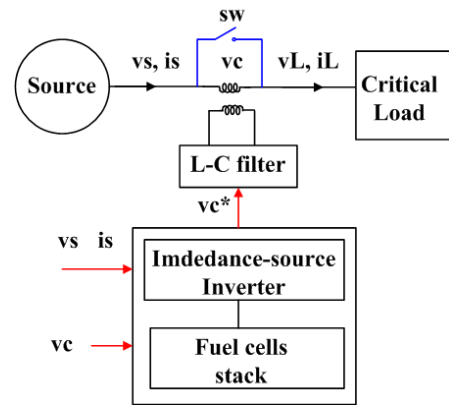 sw
vs, is
vc
vL, iL
Source
Critical
Load
L-C filter
vc*
vs is
Imdedance-source
Inverter
vc
Fuel cells
stack